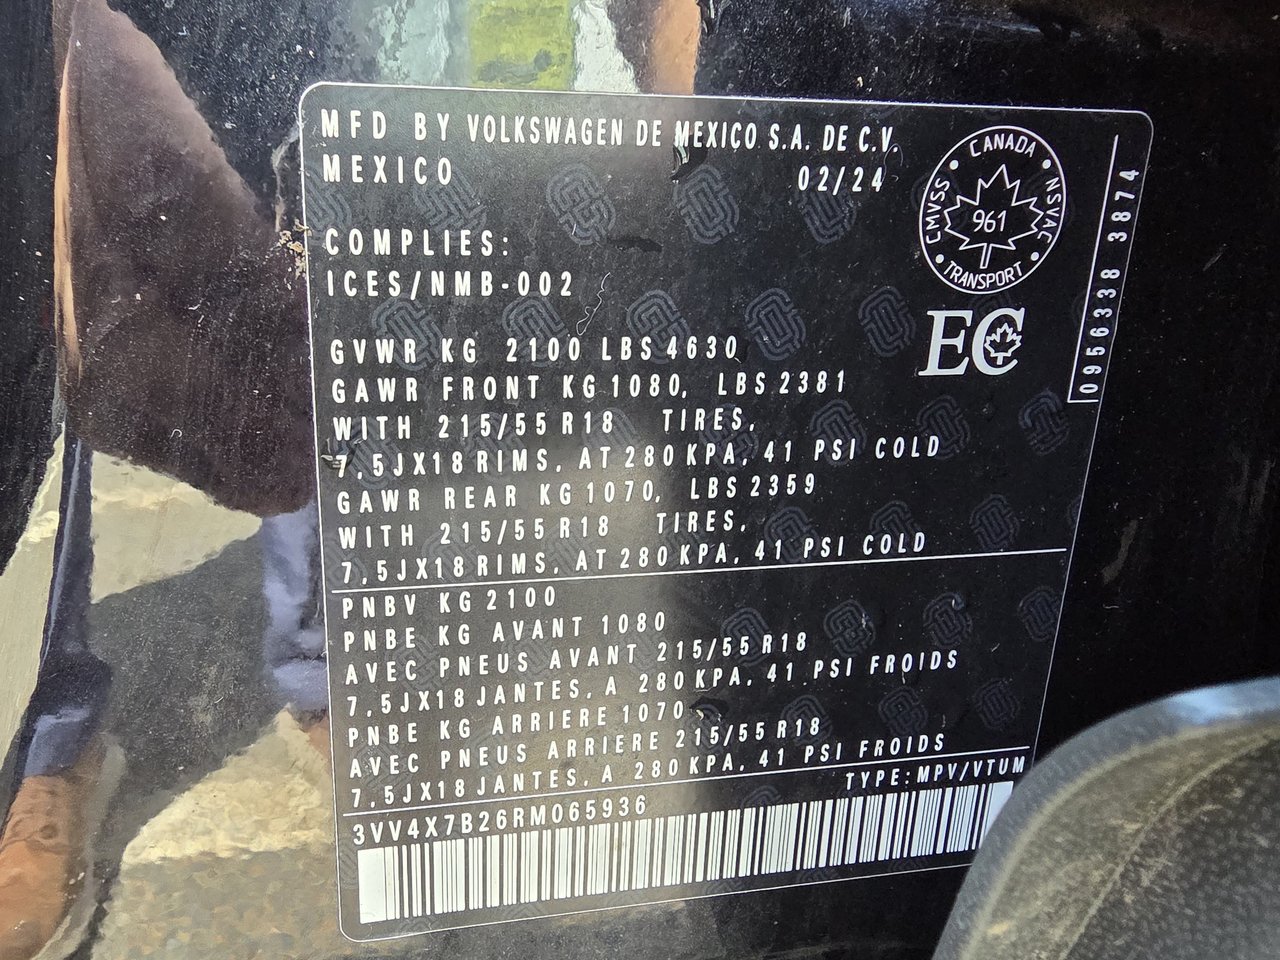 MFD BY VOLKSWAGEN DE MEXICO S.A. DE C.V.
MEXICO 02/24
CANADA
CMVSS 961 NSVAC
TRANSPORT
COMPLIES:
ICES/NMB-002
EC
0956338 3874
GVWR KG 2100 LBS 4630
GAWR FRONT KG 1080, LBS 2381
WITH 215/55 R18 TIRES,
7,5JX18 RIMS, AT 280 KPA, 41 PSI COLD
GAWR REAR KG 1070, LBS 2359
WITH 215/55 R18 TIRES,
7,5JX18 RIMS, AT 280 KPA, 41 PSI COLD
PNBV KG 2100
PNBE KG AVANT 1080
AVEC PNEUS AVANT 215/55 R18
7,5JX18 JANTES, A 280 KPA, 41 PSI FROIDS
PNBE KG ARRIERE 1070
AVEC PNEUS ARRIERE 215/55 R18
7,5JX18 JANTES, A 280 KPA, 41 PSI FROIDS
TYPE: MPV/VTUM
3VV4X7B26RM065936